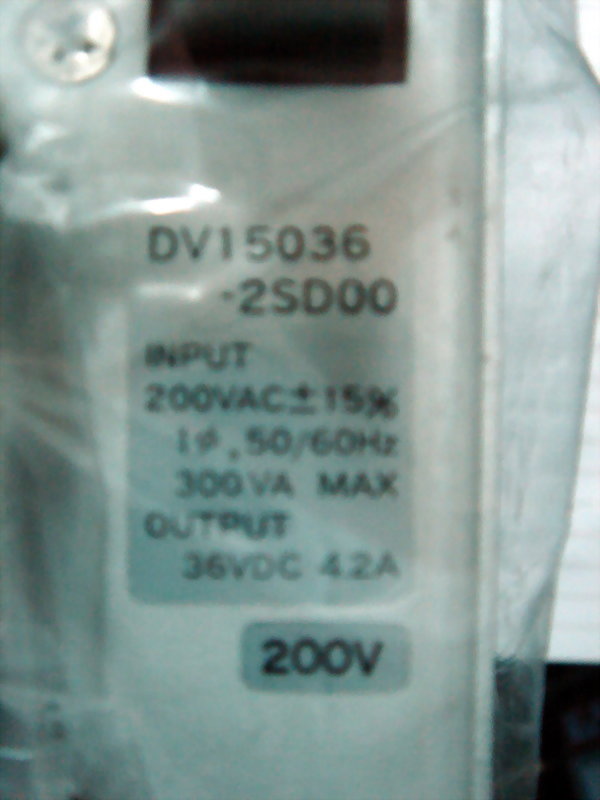 DV15036
-2SD00
INPUT
200VAC±15%
1φ,50/60Hz
300VA MAX
OUTPUT
36VDC 4.2A
200V